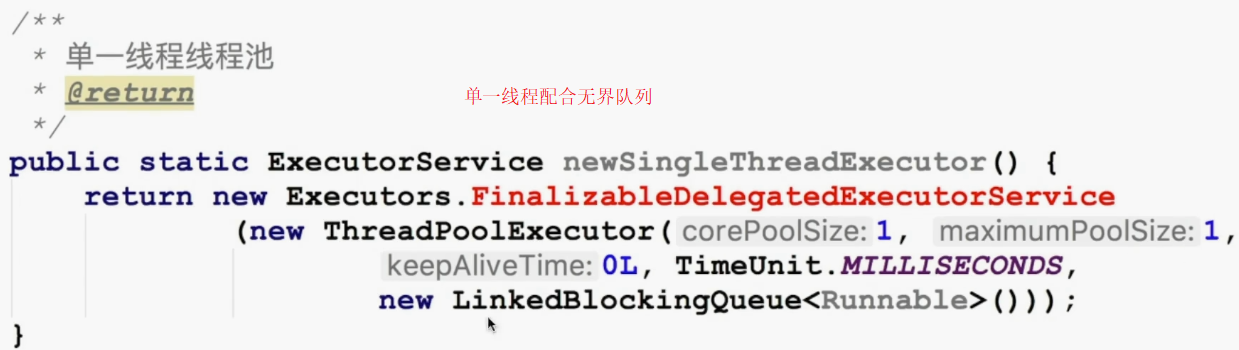 /**
* 单一线程线程池
* @return
单一线程配合无界队列
*/
public static ExecutorService newSingleThreadExecutor() {
return new Executors.FinalizableDelegatedExecutorService
(new ThreadPoolExecutor( corePoolSize: 1, maximumPoolSize: 1,
keepAliveTime: 0L, TimeUnit.MILLISECONDS,
new LinkedBlockingQueue<Runnable>()));
}